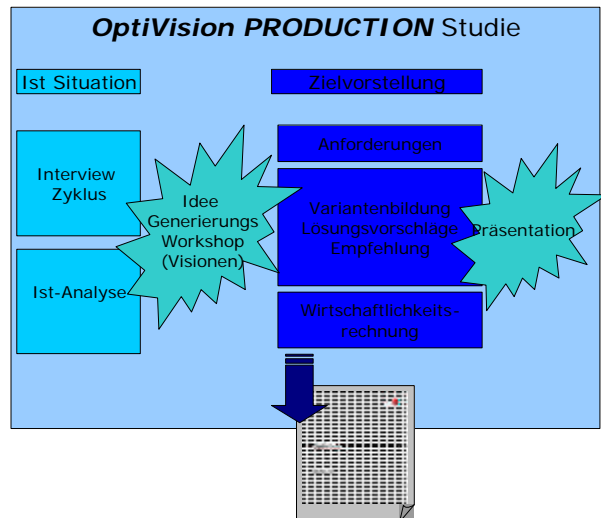 OptiVision PRODUCTION Studie
Ist Situation
Zielvorstellung
Interview
Zyklus
Ist-Analyse
Idee
Generierungs
Workshop
(Visionen)
Anforderungen
Variantenbildung
Lösungsvorschläge
Empfehlung
Wirtschaftlichkeits-
rechnung
Präsentation